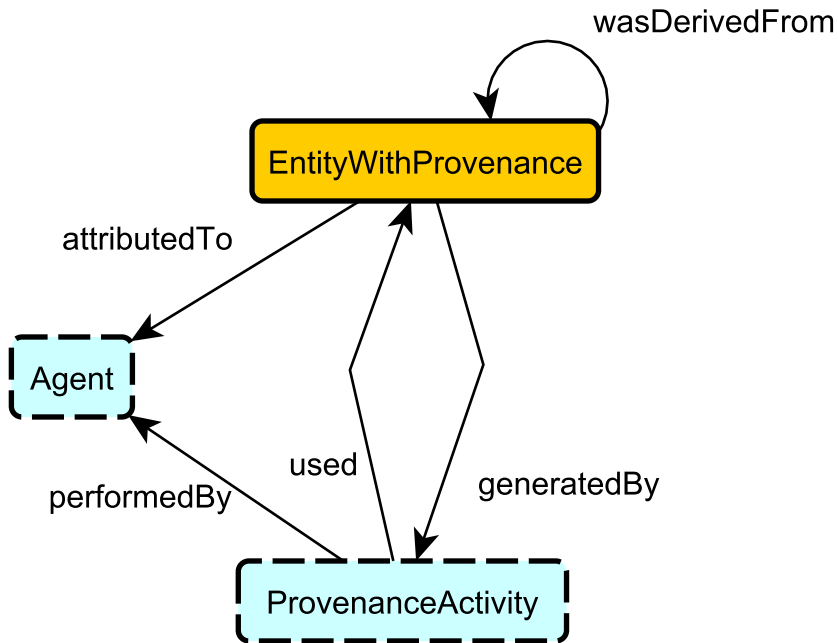 wasDerivedFrom
EntityWithProvenance
attributedTo
Agent
used
generatedBy
performedBy
ProvenanceActivity